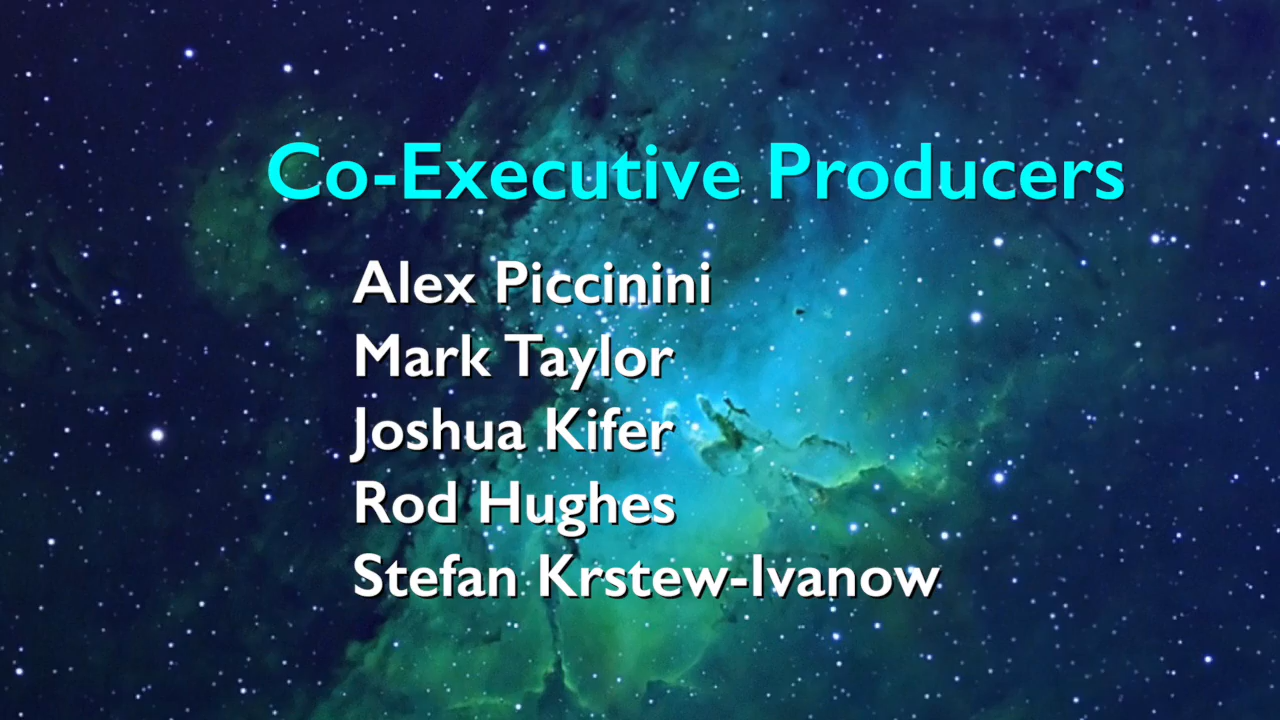 Co-Executive Producers
Alex Piccinini
Mark Taylor
Joshua Kifer
Rod Hughes
Stefan Krstew-Ivanow